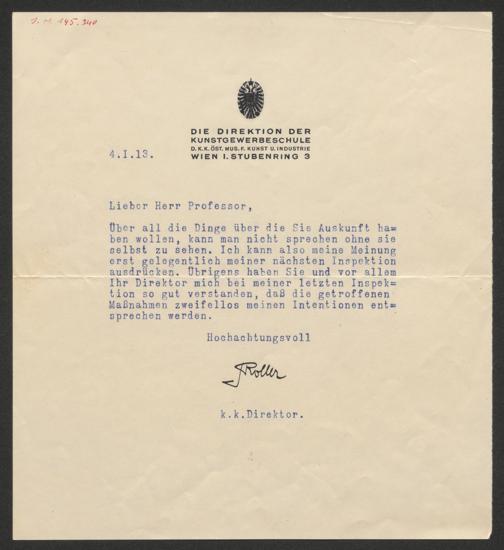 J. N. 145.340
DIE DIREKTION DER
KUNSTGEWERBESCHULE
D. K. K. ÖST. MUS. F. KUNST U. INDUSTRIE
WIEN I. STUBENRING 3
4.I.13.
Lieber Herr Professor,
Über all die Dinge über die Sie Auskunft ha=
ben wollen, kann man nicht sprechen ohne sie
selbst zu sehen. Ich kann also meine Meinung
erst gelegentlich meiner nächsten Inspektion
ausdrücken. Übrigens haben Sie und vor allem
Ihr Direktor mich bei meiner letzten Inspek=
tion so gut verstanden, daß die getroffenen
Maßnahmen zweifellos meinen Intentionen ent=
sprechen werden.
Hochachtungsvoll
Roller
k.k.Direktor.